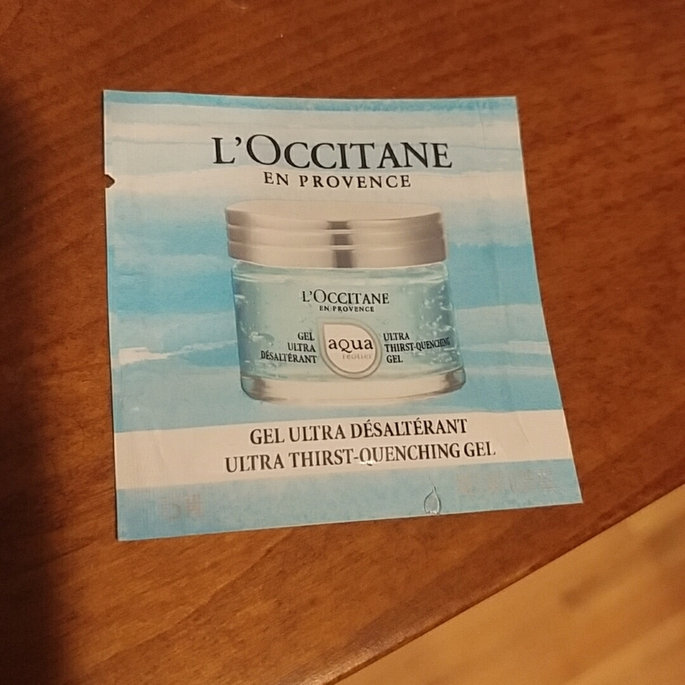 L'OCCITANE
EN PROVENCE
L'OCCITANE
EN PROVENCE
GEL
ULTRA
DÉSALTÉRANT
aqua
réotier
ULTRA
THIRST-QUENCHING
GEL
GEL ULTRA DÉSALTÉRANT
ULTRA THIRST-QUENCHING GEL